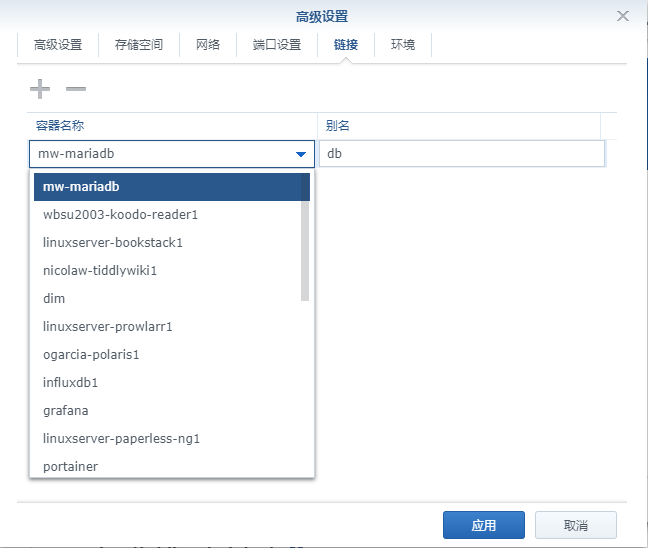 高级设置
高级设置 存储空间 网络 端口设置 链接 环境
容器名称 别名
mw-mariadb db
mw-mariadb
wbsu2003-koodo-reader1
linuxserver-bookstack1
nicolaw-tiddlywiki1
dim
linuxserver-prowlarr1
ogarcia-polaris1
influxdb1
grafana
linuxserver-paperless-ng1
portainer
应用 取消